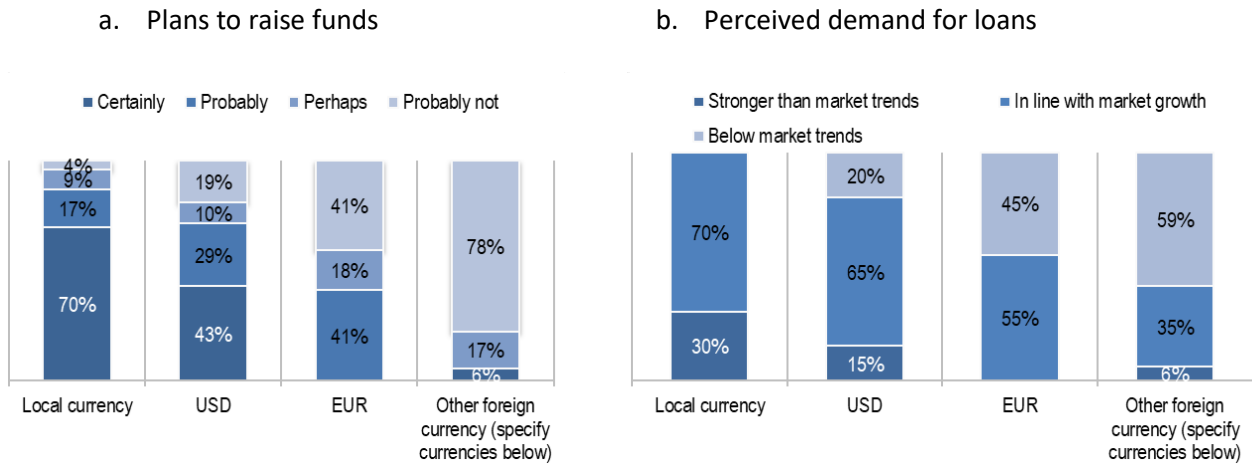 a. Plans to raise funds
Certainly Probably Perhaps Probably not
4%
9%
17%
70%
19%
10%
29%
43%
41%
18%
41%
78%
17%
6%
Local currency USD EUR Other foreign
currency (specify
currencies below)
b. Perceived demand for loans
Stronger than market trends In line with market growth
Below market trends
70%
30%
20%
65%
15%
45%
55%
59%
35%
6%
Local currency USD EUR Other foreign
currency (specify
currencies below)